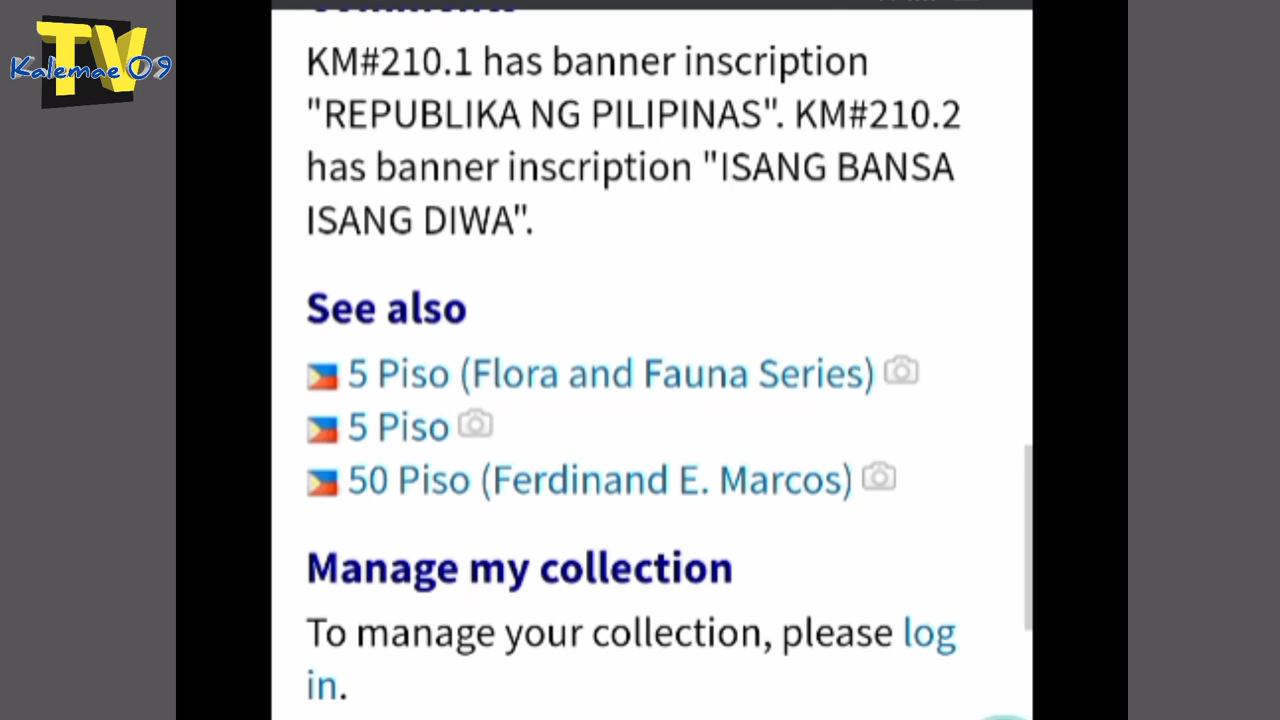 TV
Kalemae 09
KM#210.1 has banner inscription
"REPUBLIKA NG PILIPINAS". KM#210.2
has banner inscription "ISANG BANSA
ISANG DIWA".
See also
5 Piso (Flora and Fauna Series)
5 Piso
50 Piso (Ferdinand E. Marcos)
Manage my collection
To manage your collection, please log
in.